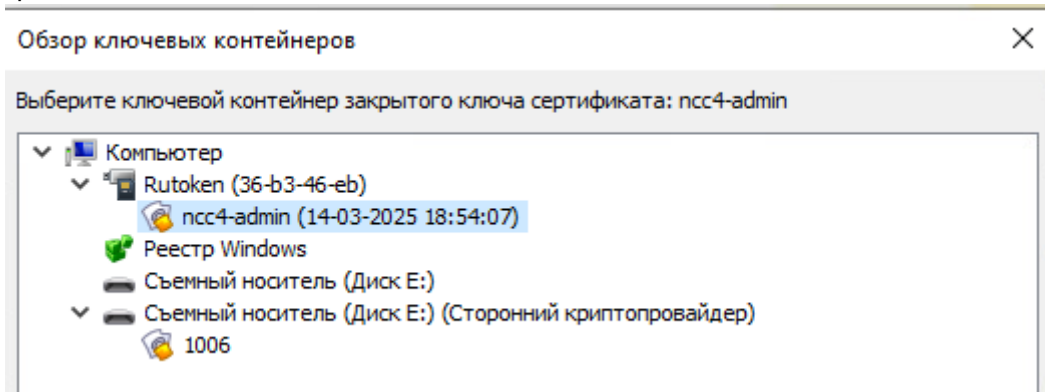 Обзор ключевых контейнеров
Выберите ключевой контейнер закрытого ключа сертификата: ncc4-admin
Компьютер
Rutoken (36-b3-46-eb)
ncc4-admin (14-03-2025 18:54:07)
Реестр Windows
Съемный носитель (Диск E:)
Съемный носитель (Диск E:) (Сторонний криптопровайдер)
1006